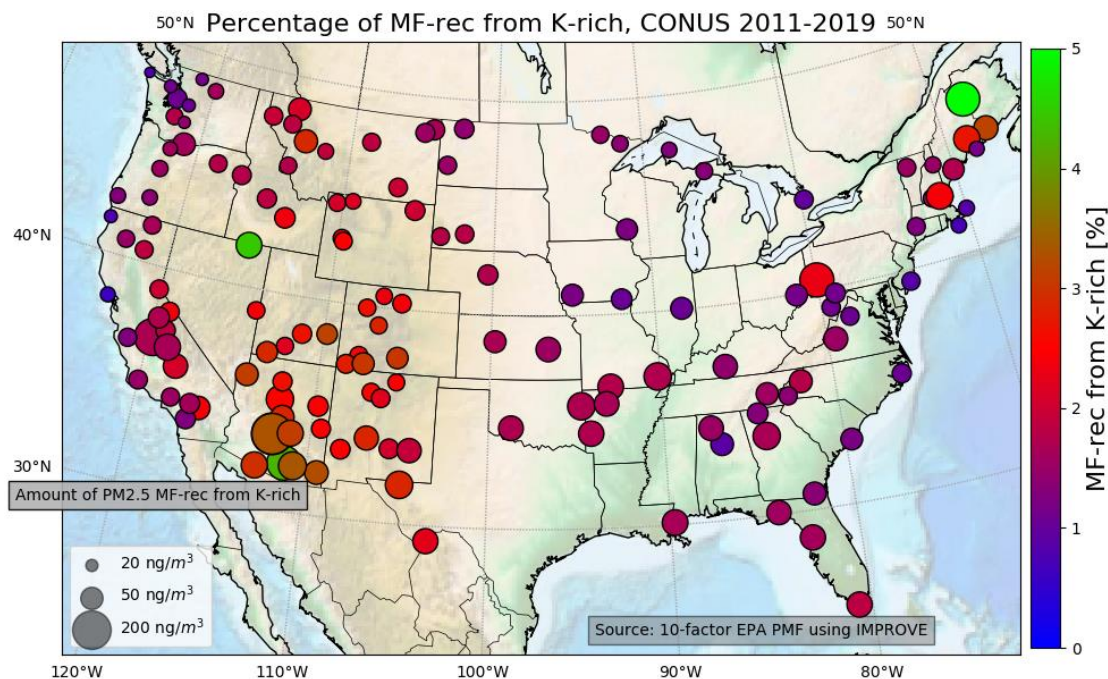 50°N Percentage of MF-rec from K-rich, CONUS 2011-2019 50°N
40°N
30°N
Amount of PM2.5 MF-rec from K-rich
20 ng/m³
50 ng/m³
200 ng/m³
Source: 10-factor EPA PMF using IMPROVE
120°W 110°W 100°W 90°W 80°W
5
4
3
2
1
0
MF-rec from K-rich [%]